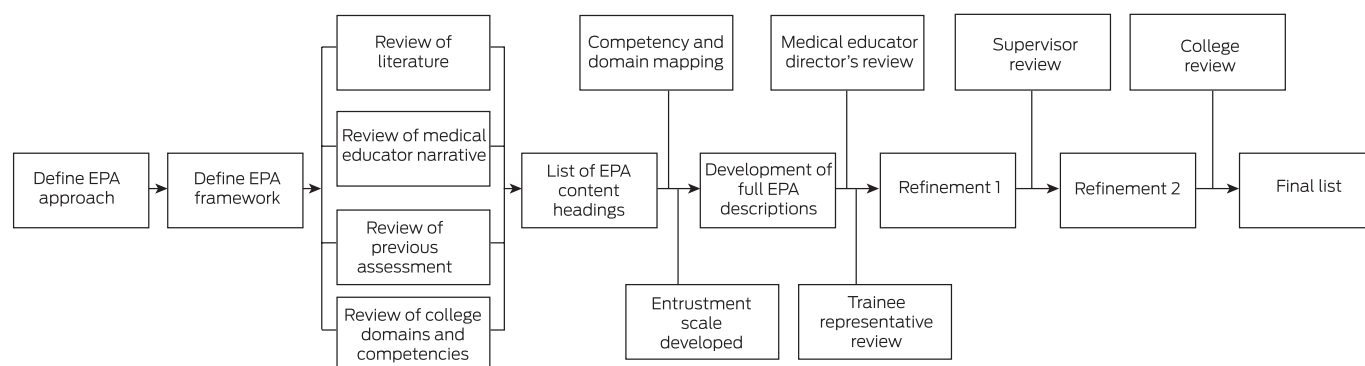 Define EPA
approach
Define EPA
framework
Review of
literature
Review of medical
educator narrative
Review of
previous
assessment
Review of college
domains and
competencies
List of EPA
content
headings
Competency and
domain mapping
Entrustment
scale
developed
Development of
full EPA
descriptions
Medical educator
director's review
Trainee
representative
review
Refinement 1
Supervisor
review
Refinement 2
College
review
Final list